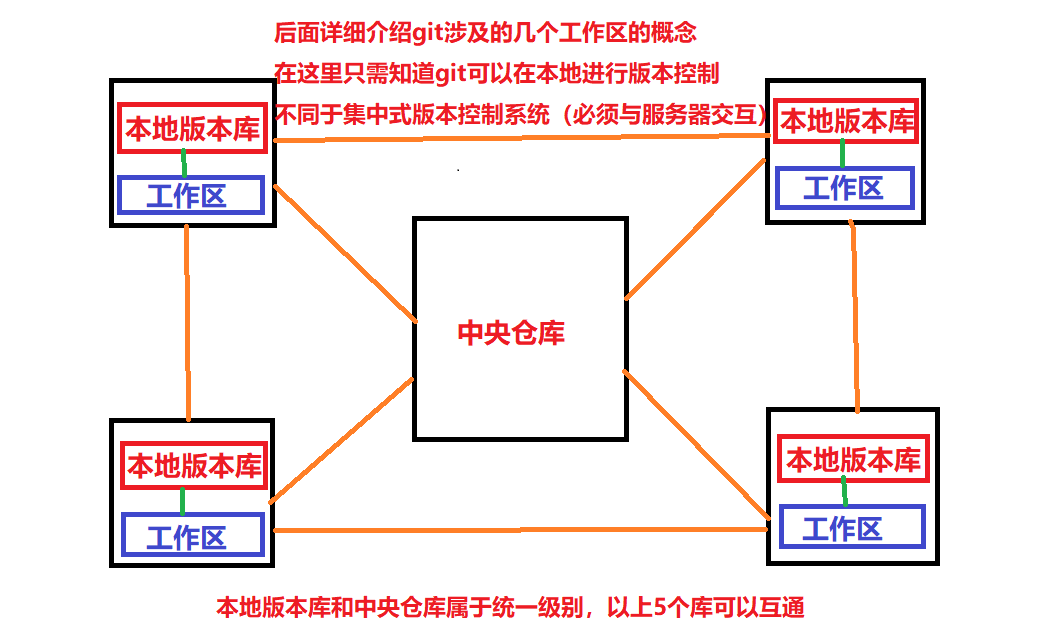 后面详细介绍git涉及的几个工作区的概念
在这里只需知道git可以在本地进行版本控制
不同于集中式版本控制系统（必须与服务器交互）
本地版本库
工作区
本地版本库
工作区
中央仓库
本地版本库
工作区
本地版本库
工作区
本地版本库和中央仓库属于统一级别，以上5个库可以互通